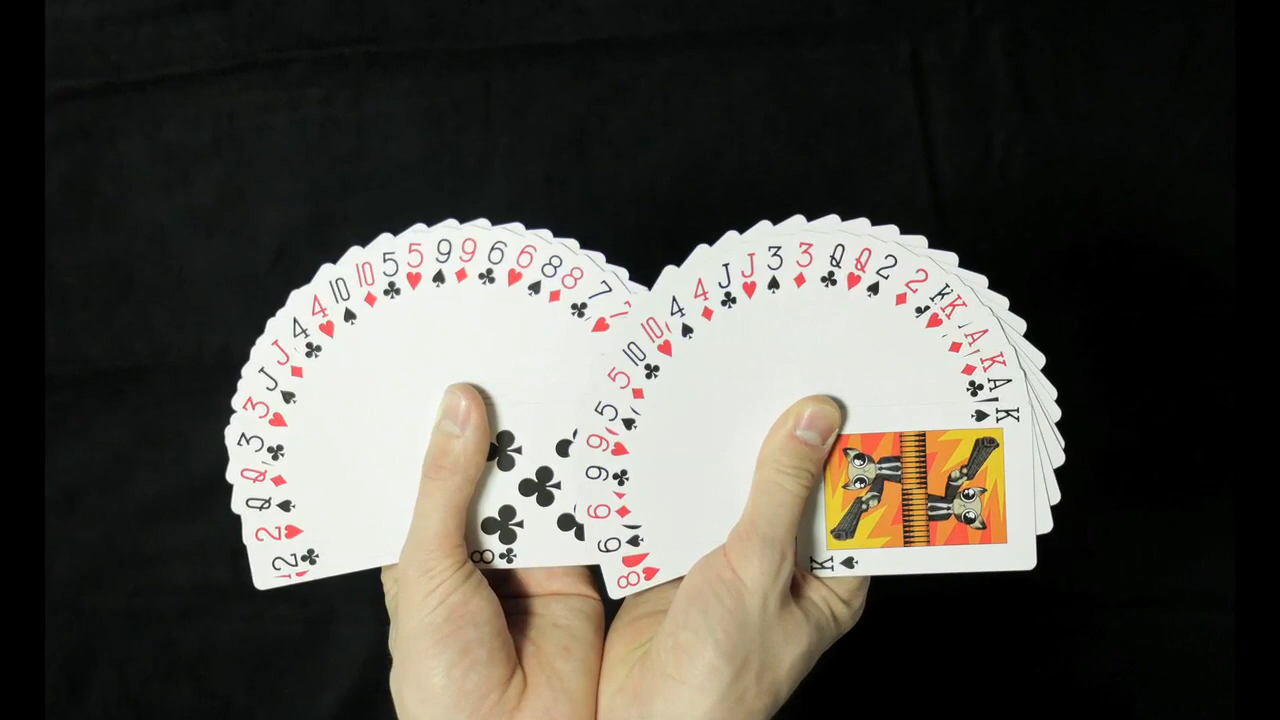 2♣ 2♥ Q♠ Q♦ 3♣ 3♥ J♠ J♦ 4♣ 4♥ 10♠ 10♦ 5♣ 5♥ 9♠ 9♦ 6♣ 6♥ 8♠ 8♦ 7♣
8♣
8♥ 6♠ 6♦ 9♣ 9♥ 5♠ 5♦ 10♣ 10♥ 4♠ 4♦ J♣ J♥ 3♠ 3♦ Q♣ Q♥ 2♠ 2♦ K♣ K♥ A♦ K♦ A♣ K♠
K♠